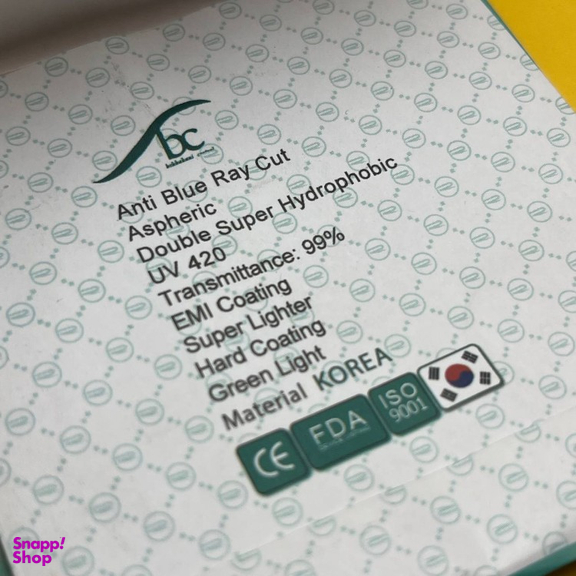 bc
Anti Blue Ray Cut
Aspheric
Double Super Hydrophobic
UV 420
Transmittance: 99%
EMI Coating
Super Lighter
Hard Coating
Green Light
Material KOREA
CE
FDA
ISO
9001
Snapp!
Shop